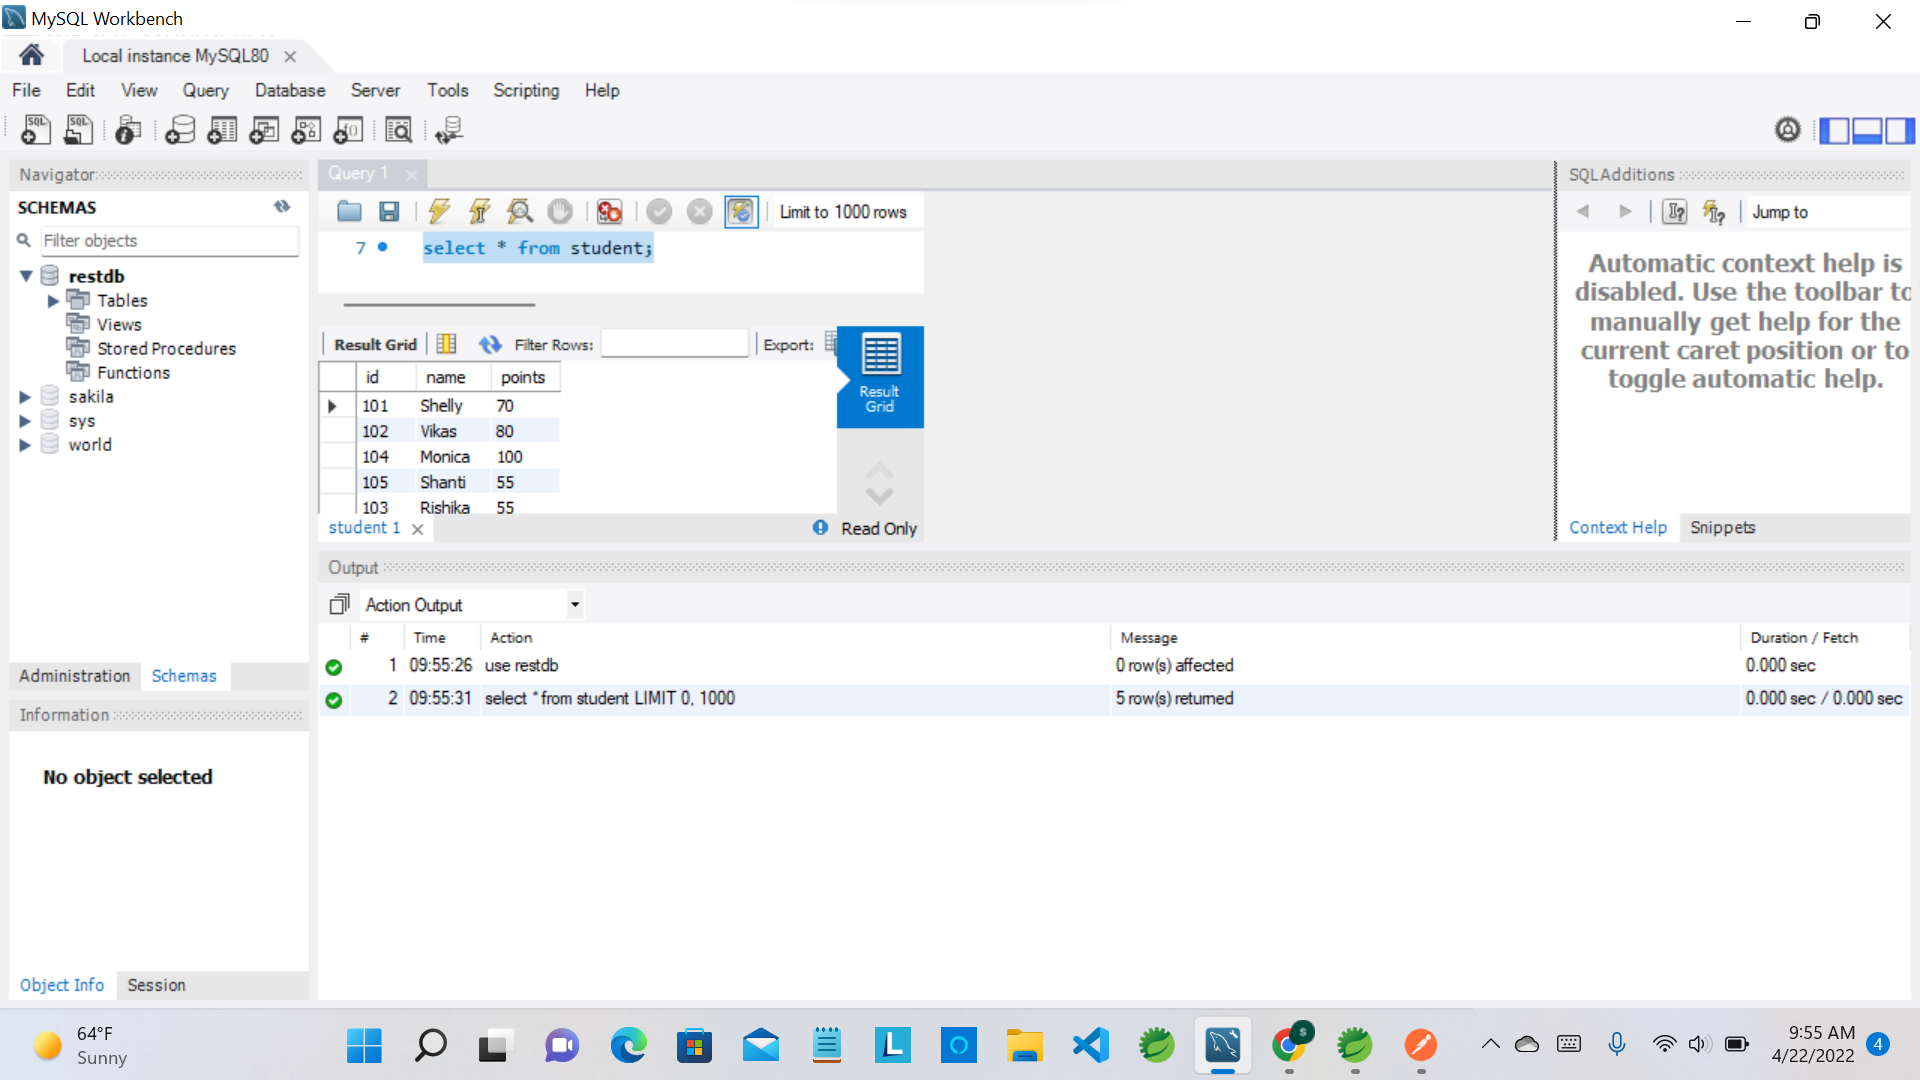 MySQL Workbench
Local instance MySQL80
File Edit View Query Database Server Tools Scripting Help
Navigator
SCHEMAS
Filter objects
restdb
Tables
Views
Stored Procedures
Functions
sakila
sys
world
Administration Schemas
Information
No object selected
Object Info Session
Query 1
Limit to 1000 rows
7 select * from student;
Result Grid Filter Rows: Export:
id name points
101 Shelly 70
102 Vikas 80
104 Monica 100
105 Shanti 55
103 Rishika 55
Result
Grid
student 1
Read Only
SQLAdditions
Jump to
Automatic context help is
disabled. Use the toolbar to
manually get help for the
current caret position or to
toggle automatic help.
Context Help Snippets
Output
Action Output
# Time Action Message Duration / Fetch
1 09:55:26 use restdb 0 row(s) affected 0.000 sec
2 09:55:31 select * from student LIMIT 0, 1000 5 row(s) returned 0.000 sec / 0.000 sec
64°F
Sunny
9:55 AM
4/22/2022
4